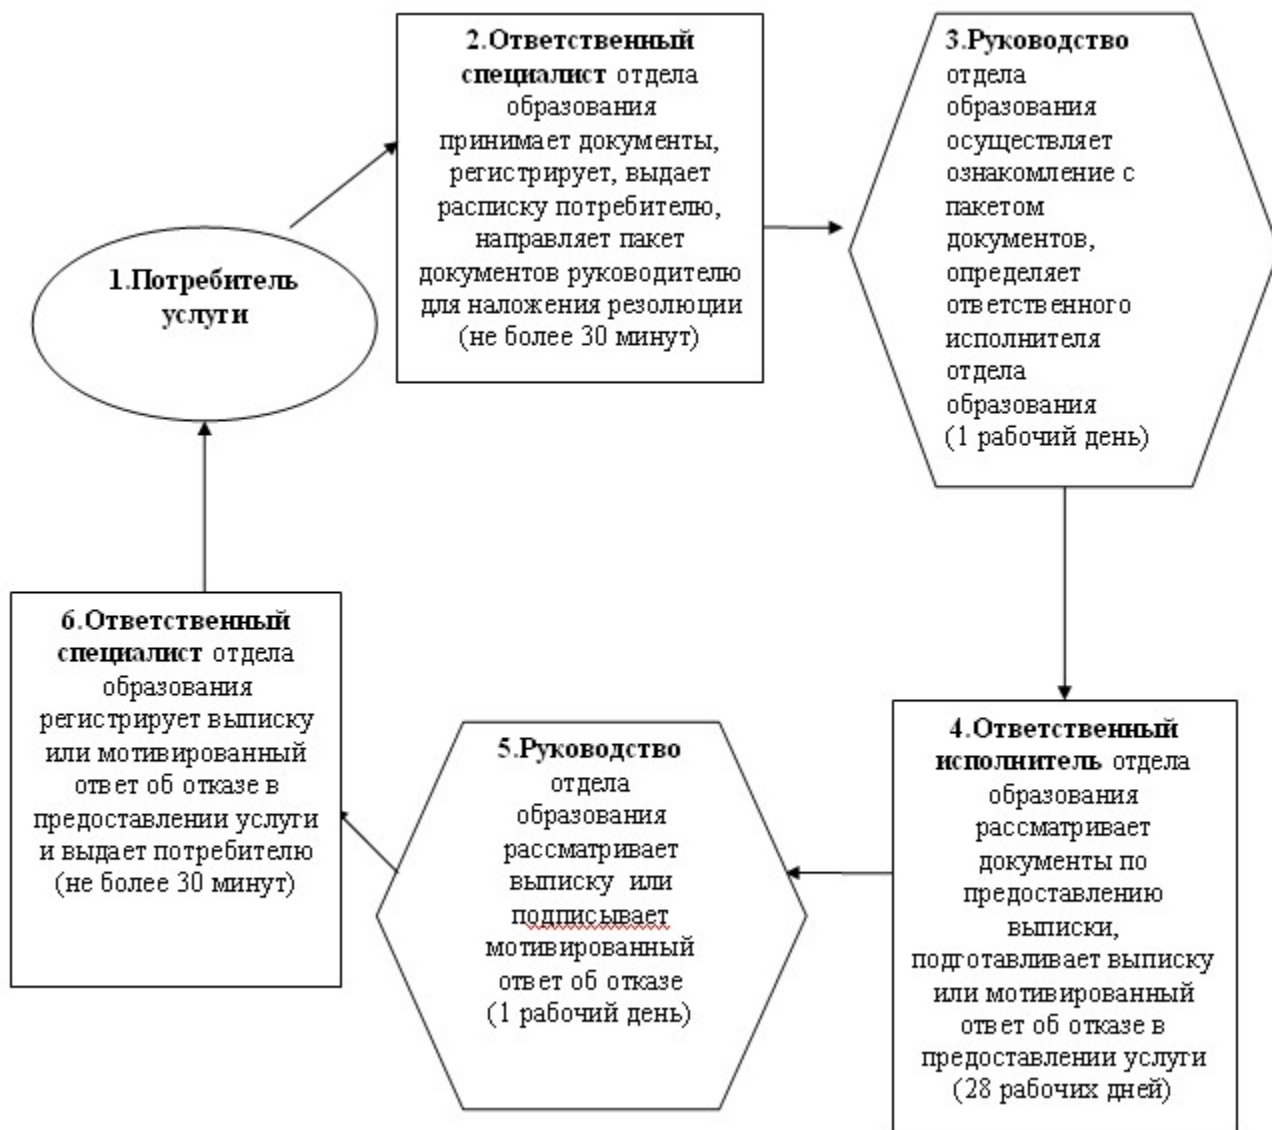 1.Потребитель
услуги
2.Ответственный
специалист отдела
образования
принимает документы,
регистрирует, выдает
расписку потребителю,
направляет пакет
документов руководителю
для наложения резолюции
(не более 30 минут)
3.Руководство
отдела
образования
осуществляет
ознакомление с
пакетом
документов,
определяет
ответственного
исполнителя
отдела
образования
(1 рабочий день)
4.Ответственный
исполнитель отдела
образования
рассматривает
документы по
предоставлению
выписки,
подготавливает выписку
или мотивированный
ответ об отказе в
предоставлении услуги
(28 рабочих дней)
5.Руководство
отдела
образования
рассматривает
выписку или
подписывает
мотивированный
ответ об отказе
(1 рабочий день)
6.Ответственный
специалист отдела
образования
регистрирует выписку
или мотивированный
ответ об отказе в
предоставлении услуги
и выдает потребителю
(не более 30 минут)